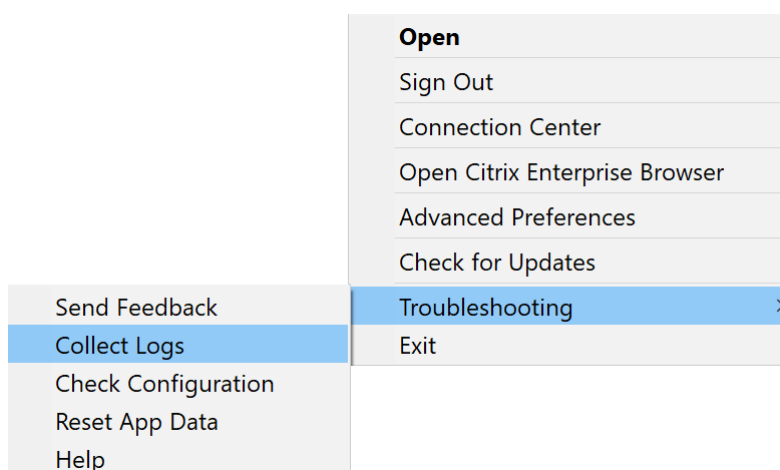 Open
Sign Out
Connection Center
Open Citrix Enterprise Browser
Advanced Preferences
Check for Updates
Troubleshooting
Exit
Send Feedback
Collect Logs
Check Configuration
Reset App Data
Help